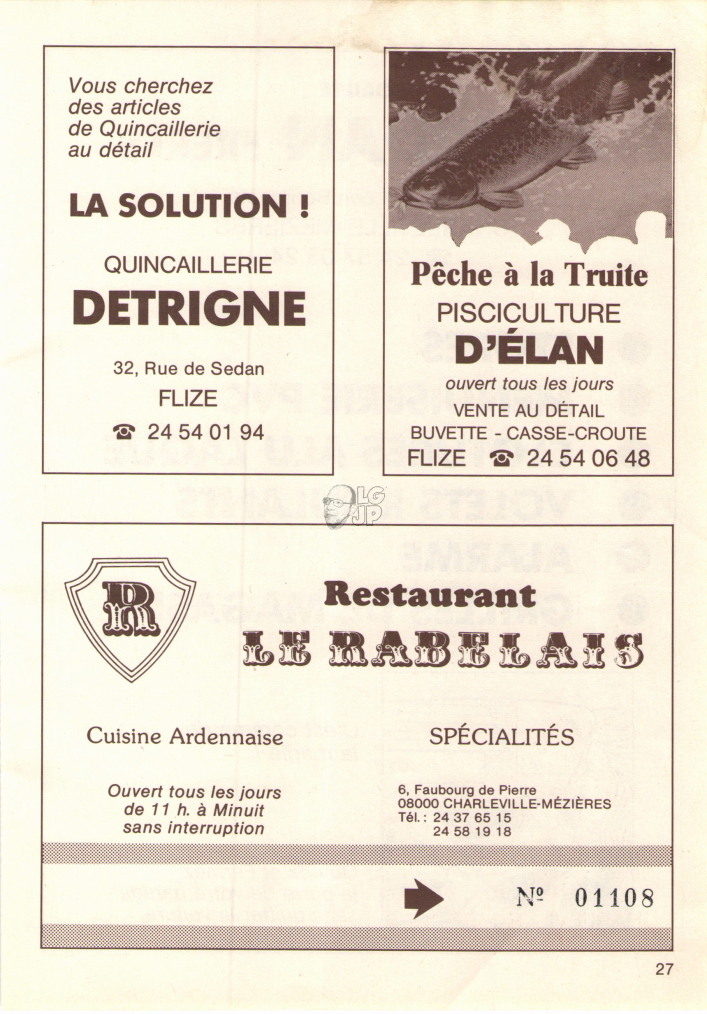 Vous cherchez
des articles
de Quincaillerie
au détail
LA SOLUTION !
QUINCAILLERIE
DETRIGNE
32, Rue de Sedan
FLIZE
☎ 24 54 01 94
Pêche à la Truite
PISCICULTURE
D'ÉLAN
ouvert tous les jours
VENTE AU DÉTAIL
BUVETTE - CASSE-CROUTE
FLIZE ☎ 24 54 06 48
LG
JP
R
Restaurant
LE RABELAIS
Cuisine Ardennaise
SPÉCIALITÉS
Ouvert tous les jours
de 11 h. à Minuit
sans interruption
6, Faubourg de Pierre
08000 CHARLEVILLE-MÉZIÈRES
Tél. : 24 37 65 15
24 58 19 18
Nº 01108
27